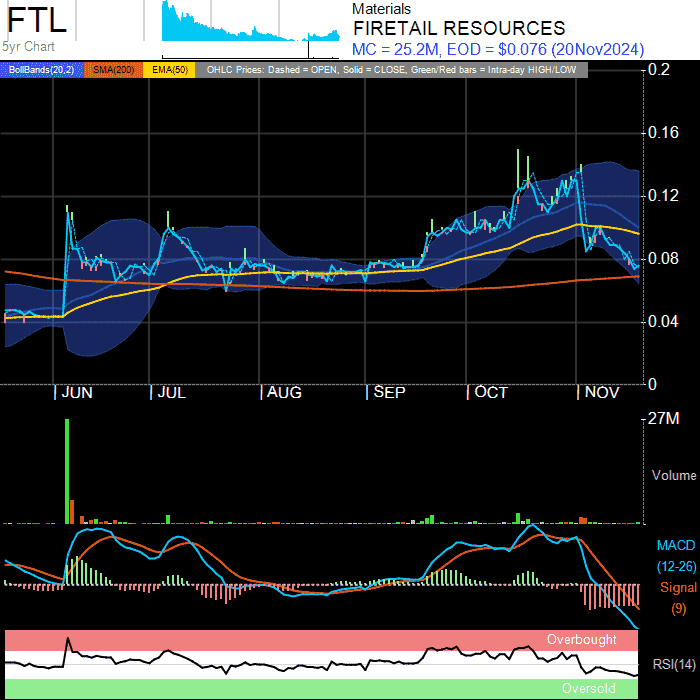 FTL
5yr Chart
Materials
FIRETAIL RESOURCES
MC = 25.2M, EOD = $0.076 (20Nov2024)
BollBands(20,2) SMA(200) EMA(50) OHLC Prices: Dashed = OPEN, Solid = CLOSE, Green/Red bars = Intra-day HIGH/LOW
0.2
0.16
0.12
0.08
0.04
0
| JUN | JUL | AUG | SEP | OCT | NOV
27M
Volume
MACD
(12-26)
Signal
(9)
Overbought
RSI(14)
Oversold